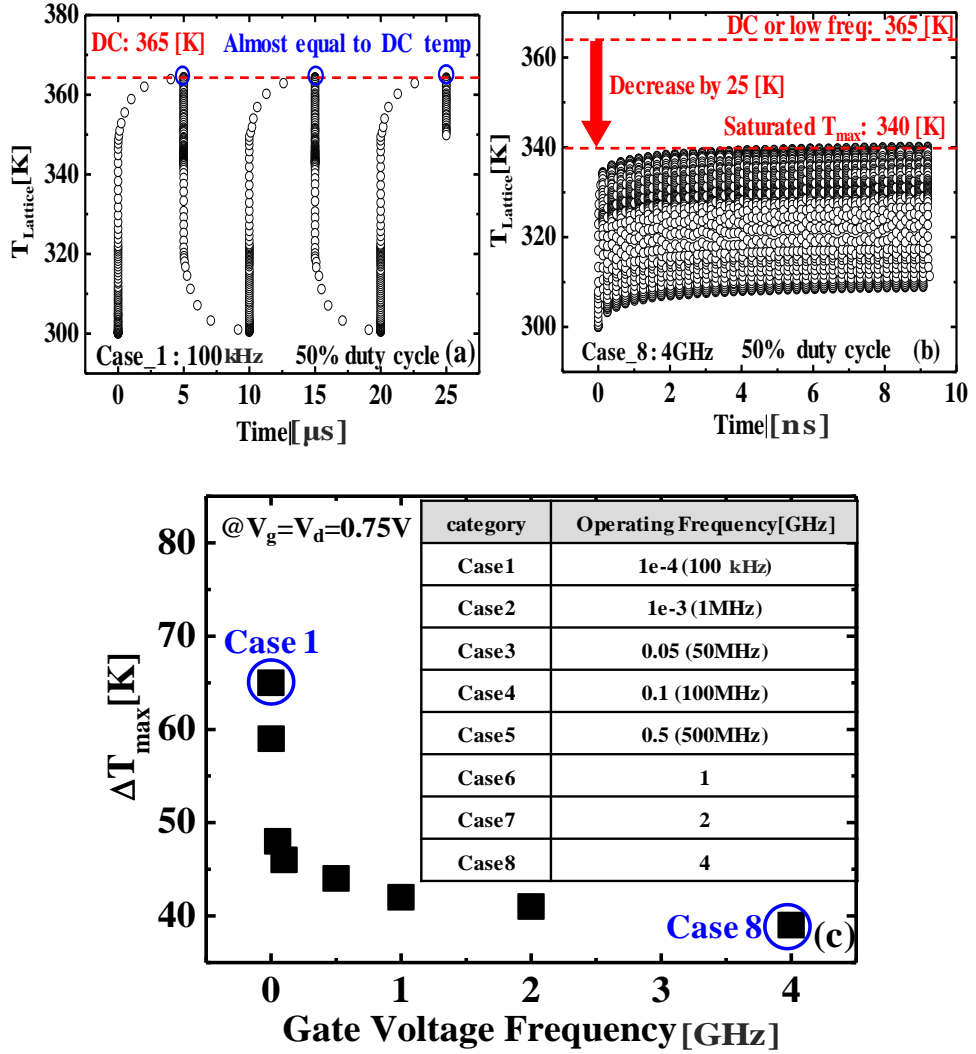 380
360
340
320
300
T_Lattice[K]
DC: 365 [K]
Almost equal to DC temp
Case_1 : 100 kHz
50% duty cycle (a)
0 5 10 15 20 25
Time[μs]
360
340
320
300
T_Lattice[K]
DC or low freq: 365 [K]
Decrease by 25 [K]
Saturated T_max: 340 [K]
Case_8 : 4GHz
50% duty cycle (b)
0 2 4 6 8 10
Time[ns]
80
70
60
50
40
ΔT_max[K]
@V_g=V_d=0.75V
Case 1
category Operating Frequency[GHz]
Case1 1e-4 (100 kHz)
Case2 1e-3 (1MHz)
Case3 0.05 (50MHz)
Case4 0.1 (100MHz)
Case5 0.5 (500MHz)
Case6 1
Case7 2
Case8 4
Case 8
(c)
0 1 2 3 4
Gate Voltage Frequency[GHz]